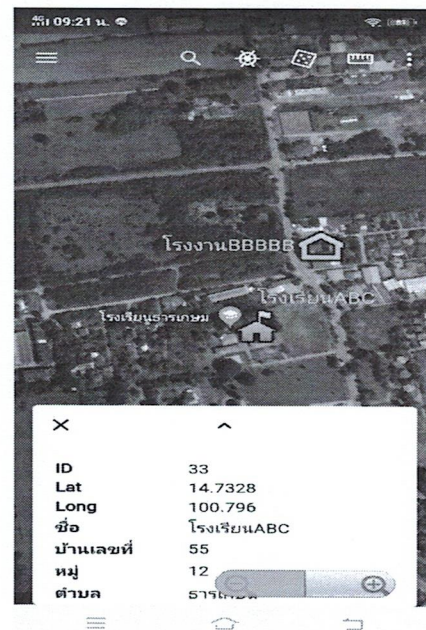 4G 09:21 น.
โรงงานBBBBB
โรงเรียนABC
โรงเรียนธารเกษม
ID 33
Lat 14.7328
Long 100.796
ชื่อ โรงเรียนABC
บ้านเลขที่ 55
หมู่ 12
ตำบล